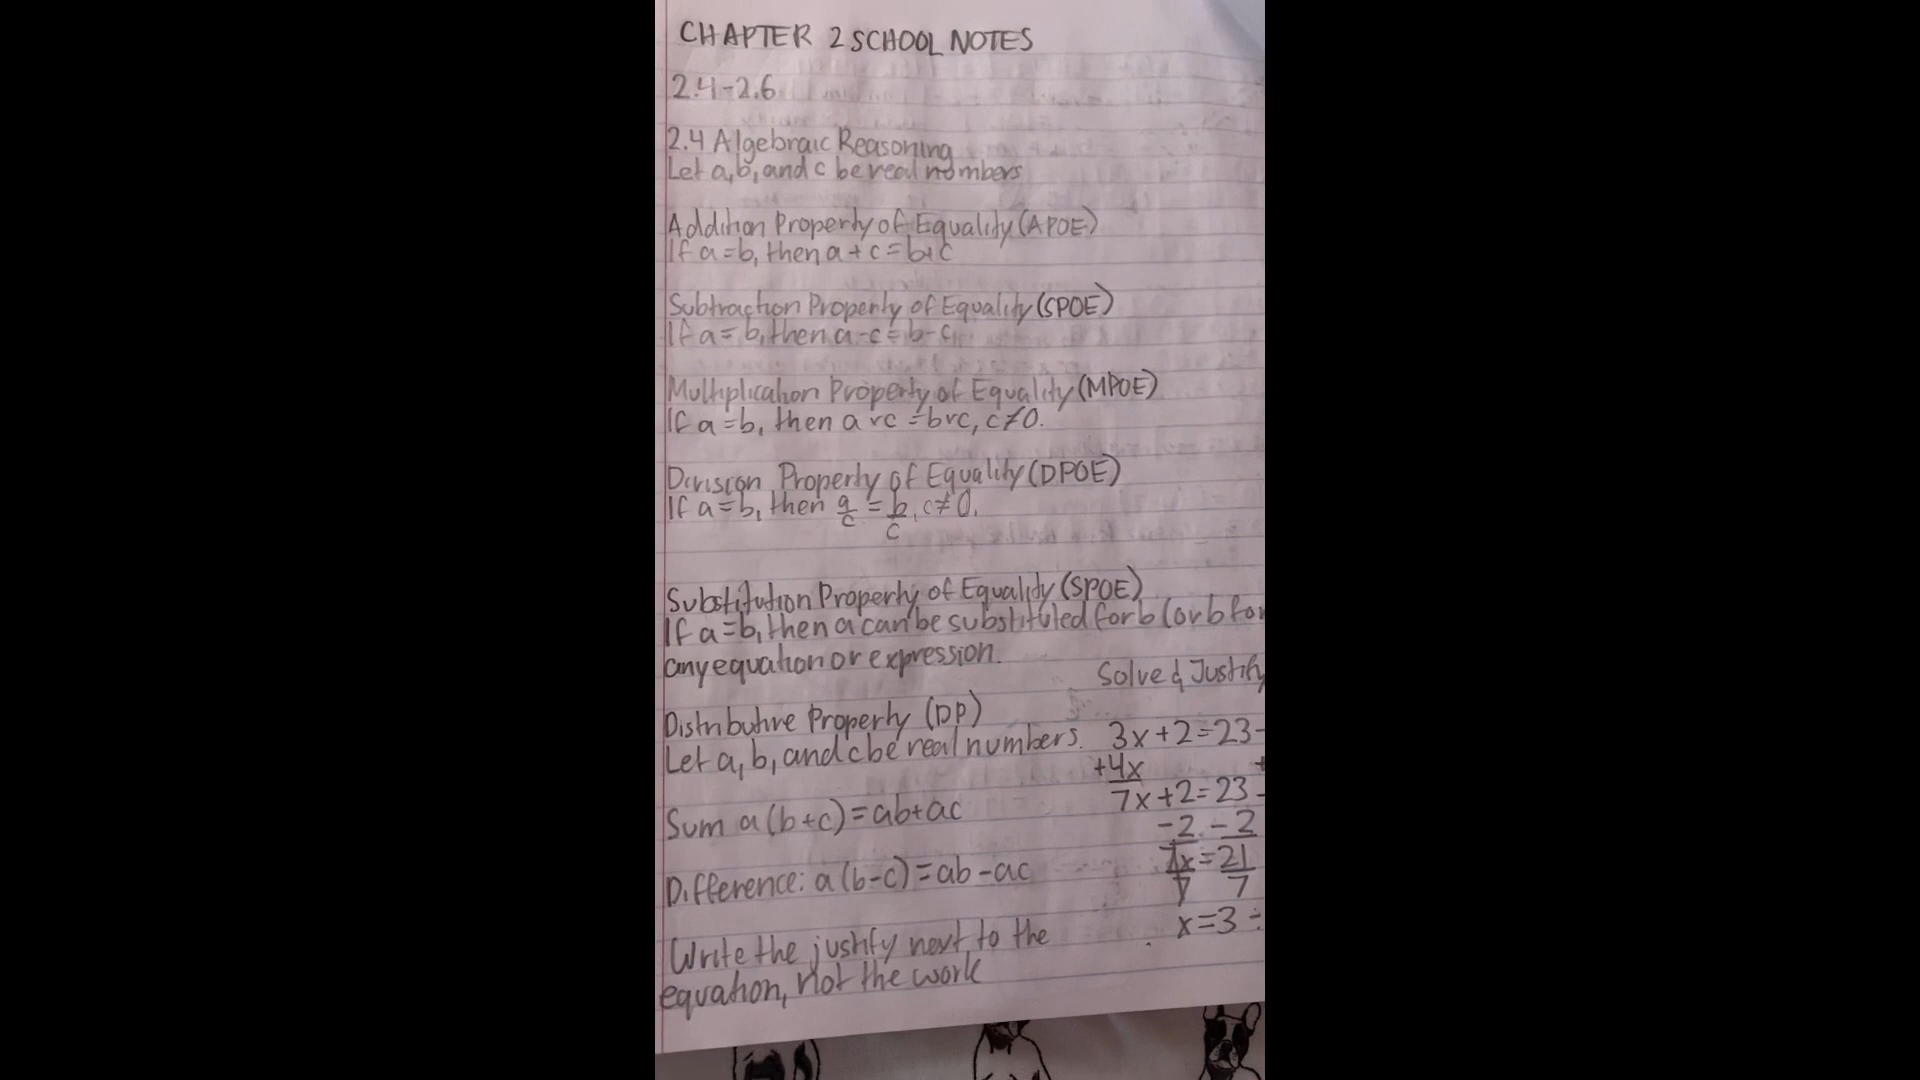 CHAPTER 2 SCHOOL NOTES
2.4-2.6
2.4 Algebraic Reasoning
Let a, b, and c be real numbers
Addition Property of Equality (APOE)
If a = b, then a + c = b+c
Subtraction Property of Equality (SPOE)
If a = b, then a - c = b - c
Multiplication Property of Equality (MPOE)
If a = b, then a • c = b • c, c ≠ 0.
Division Property of Equality (DPOE)
If a = b, then a/c = b/c, c ≠ 0.
Substitution Property of Equality (SPOE)
If a = b, then a can be substituted for b (or b for
any equation or expression.
Solve & Justify
Distributive Property (DP)
Let a, b, and c be real numbers.
Sum a(b+c) = ab+ac
Difference: a(b-c) = ab-ac
Write the justify next to the
equation, not the work
3x+2=23-
+4x +
7x+2=23-
-2 -2
7x=21
7 7
x=3